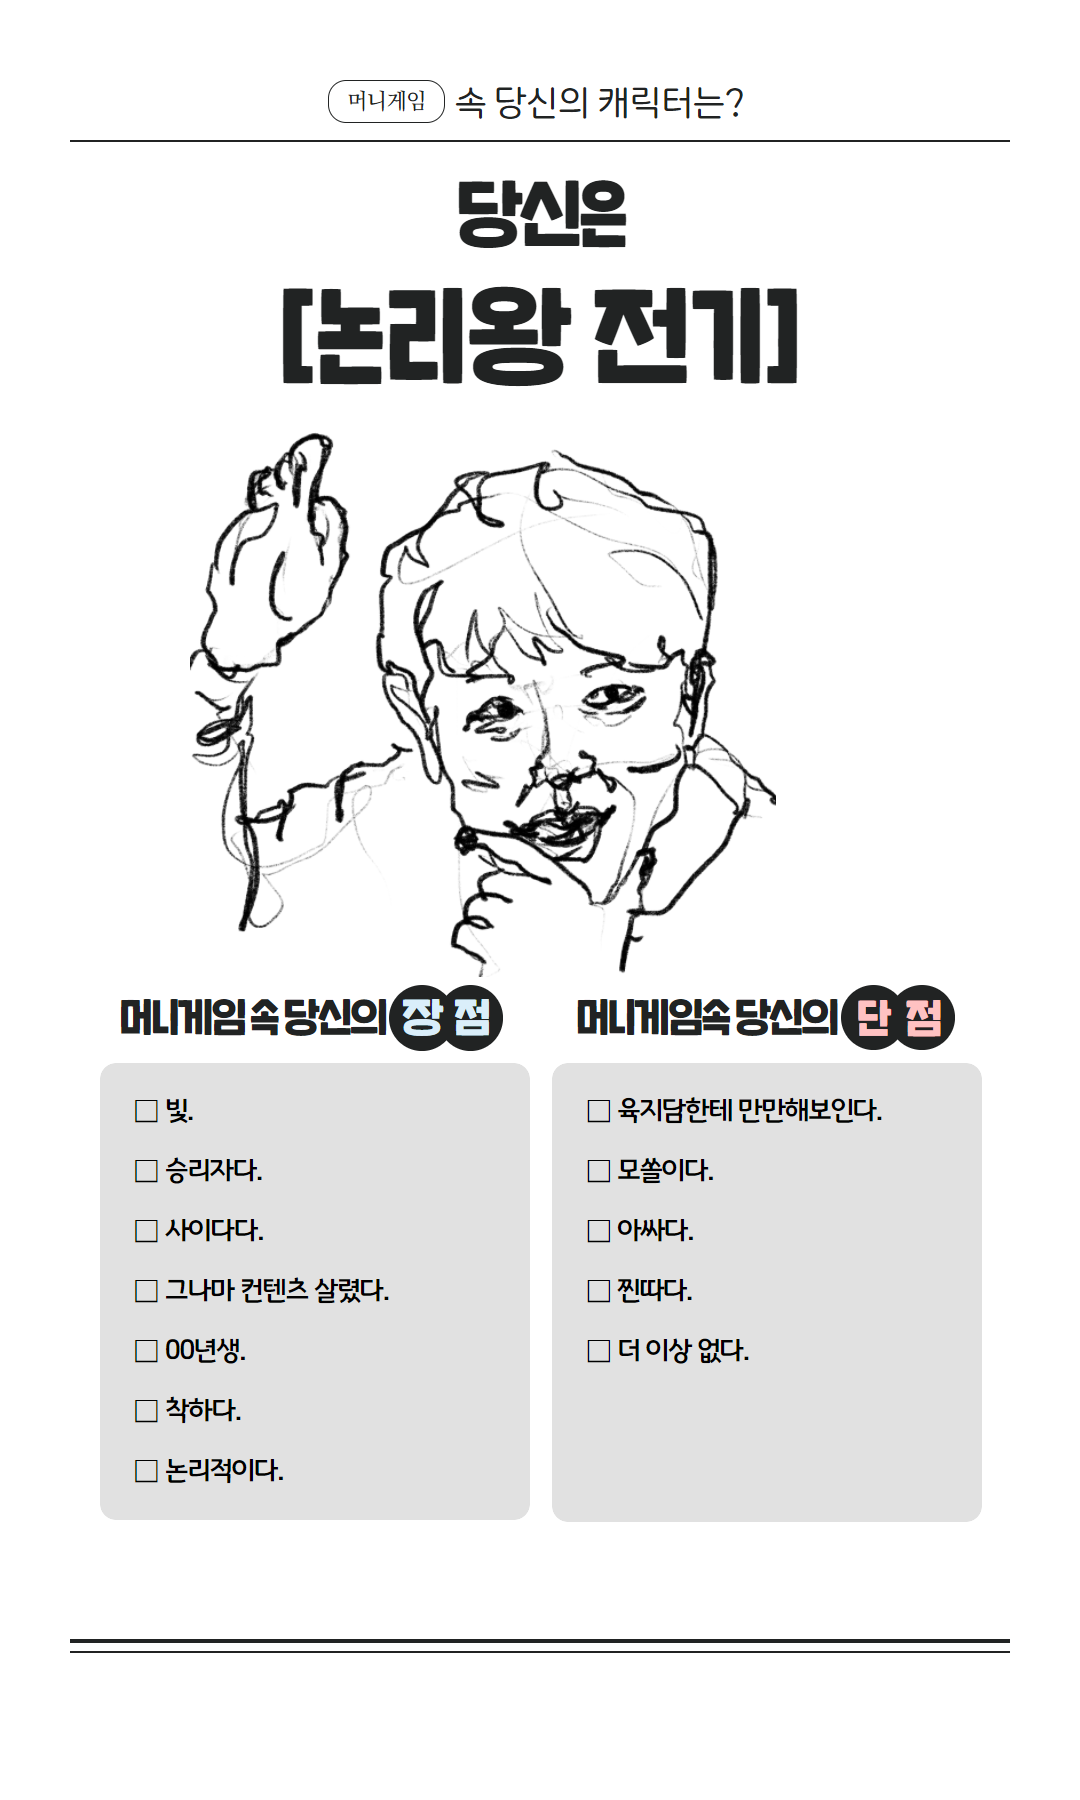 머니게임 속 당신의 캐릭터는?
당신은
[논리왕 전기]
머니게임 속 당신의 장점
□ 빛.
□ 승리자다.
□ 사이다다.
□ 그나마 컨텐츠 살렸다.
□ 00년생.
□ 착하다.
□ 논리적이다.
머니게임속 당신의 단점
□ 육지담한테 만만해보인다.
□ 모쏠이다.
□ 아싸다.
□ 찐따다.
□ 더 이상 없다.